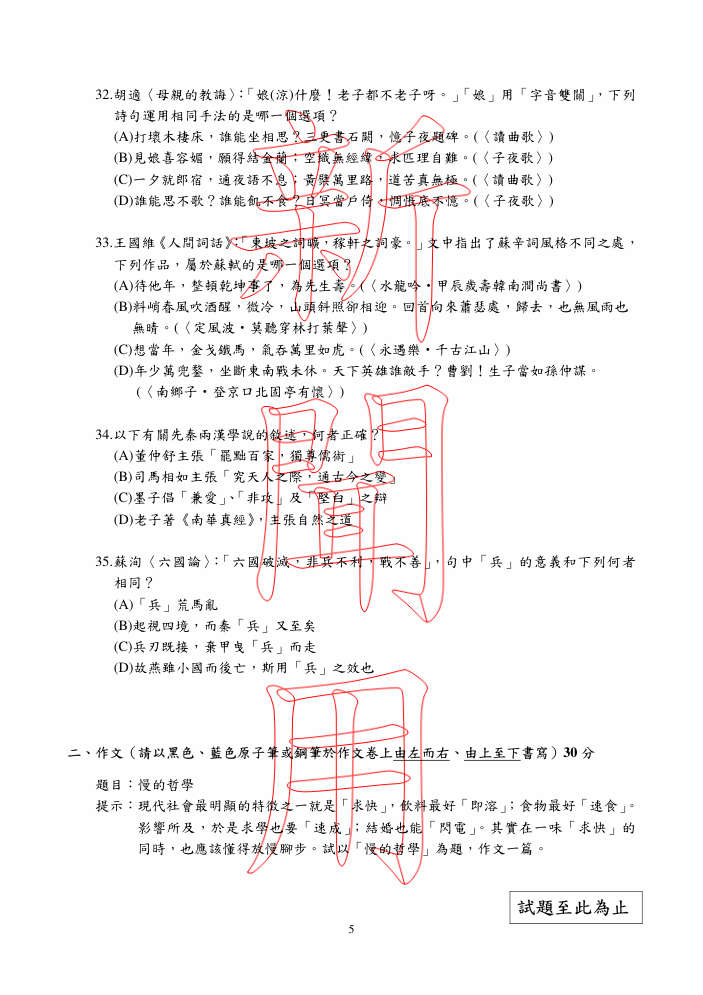 32.胡適〈母親的教誨〉：「娘(涼)什麼！老子都不老子呀。」「娘」用「字音雙關」，下列
詩句運用相同手法的是哪一個選項？
(A)打壞木棲床，誰能坐相思？三更書石闕，憶子夜題碑。(〈讀曲歌〉)
(B)見娘喜容媚，願得結金蘭；空織無經緯，求匹理自難。(〈子夜歌〉)
(C)一夕就郎宿，通夜語不息；黃蘗萬里路，道苦真無極。(〈讀曲歌〉)
(D)誰能思不歌？誰能飢不食？日冥當戶倚，惆悵底不憶。(〈子夜歌〉)
33.王國維《人間詞話》：「東坡之詞曠，稼軒之詞豪。」文中指出了蘇辛詞風格不同之處，
下列作品，屬於蘇軾的是哪一個選項？
(A)待他年，整頓乾坤事了，為先生壽。(〈水龍吟‧甲辰歲壽韓南澗尚書〉)
(B)料峭春風吹酒醒，微冷，山頭斜照卻相迎。回首向來蕭瑟處，歸去，也無風雨也
無晴。(〈定風波‧莫聽穿林打葉聲〉)
(C)想當年，金戈鐵馬，氣吞萬里如虎。(〈永遇樂‧千古江山〉)
(D)年少萬兜鍪，坐斷東南戰未休。天下英雄誰敵手？曹劉！生子當如孫仲謀。
(〈南鄉子‧登京口北固亭有懷〉)
34.以下有關先秦兩漢學說的敘述，何者正確？
(A)董仲舒主張「罷黜百家，獨尊儒術」
(B)司馬相如主張「究天人之際，通古今之變」
(C)墨子倡「兼愛」、「非攻」及「堅白」之辯
(D)老子著《南華真經》，主張自然之道
35.蘇洵〈六國論〉：「六國破滅，非兵不利，戰不善」，句中「兵」的意義和下列何者
相同？
(A)「兵」荒馬亂
(B)起視四境，而秦「兵」又至矣
(C)兵刃既接，棄甲曳「兵」而走
(D)故燕雖小國而後亡，斯用「兵」之效也
二、作文（請以黑色、藍色原子筆或鋼筆於作文卷上由左而右、由上至下書寫）30 分
題目：慢的哲學
提示：現代社會最明顯的特徵之一就是「求快」，飲料最好「即溶」；食物最好「速食」。
影響所及，於是求學也要「速成」；結婚也能「閃電」。其實在一味「求快」的
同時，也應該懂得放慢腳步。試以「慢的哲學」為題，作文一篇。
試題至此為止
5
新聞用